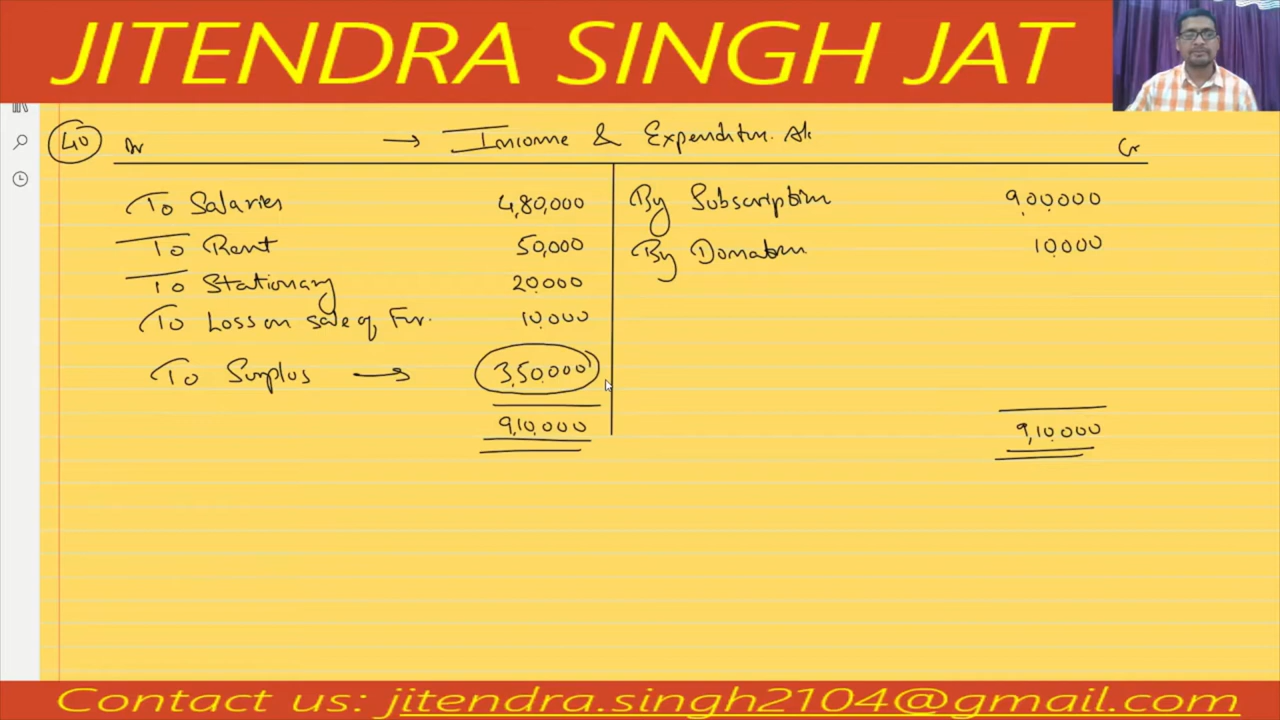 JITENDRA SINGH JAT
40 Dr → Income & Expenditure A/c Cr
To Salaries 4,80,000 By Subscription 9,00,000
To Rent 50,000 By Donation 10,000
To Stationary 20,000
To Loss on sale of Fur. 10,000
To Surplus → 3,50,000
9,10,000 9,10,000
Contact us: jitendra.singh2104@gmail.com